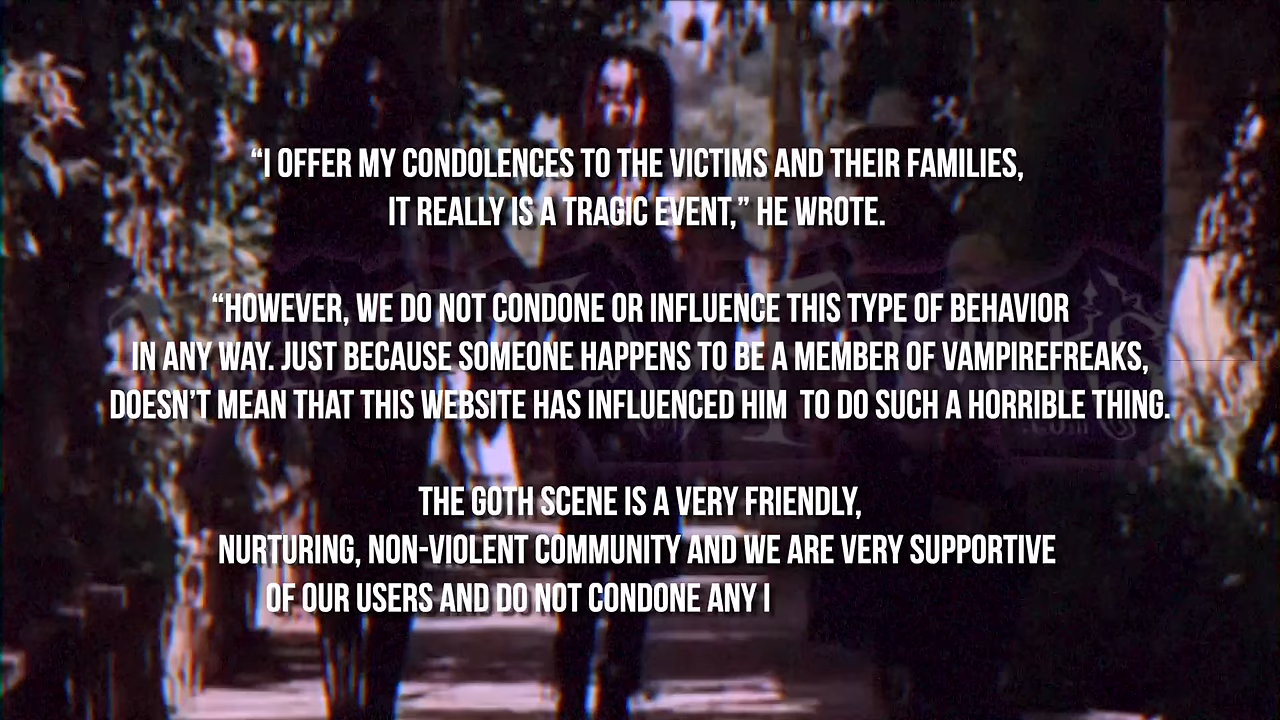 “I OFFER MY CONDOLENCES TO THE VICTIMS AND THEIR FAMILIES,
IT REALLY IS A TRAGIC EVENT,” HE WROTE.
“HOWEVER, WE DO NOT CONDONE OR INFLUENCE THIS TYPE OF BEHAVIOR
IN ANY WAY. JUST BECAUSE SOMEONE HAPPENS TO BE A MEMBER OF VAMPIREFREAKS,
DOESN’T MEAN THAT THIS WEBSITE HAS INFLUENCED HIM TO DO SUCH A HORRIBLE THING.
THE GOTH SCENE IS A VERY FRIENDLY,
NURTURING, NON-VIOLENT COMMUNITY AND WE ARE VERY SUPPORTIVE
OF OUR USERS AND DO NOT CONDONE ANY I